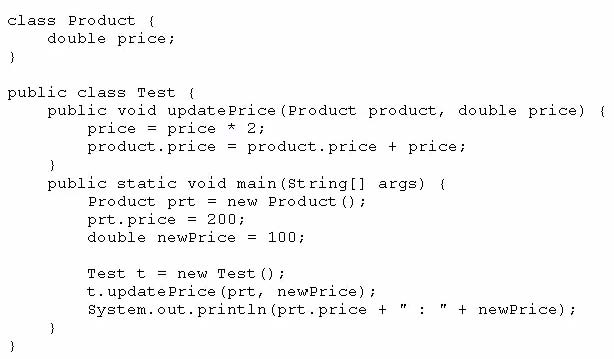 class Product {
    double price;
}

public class Test {
    public void updatePrice(Product product, double price) {
        price = price * 2;
        product.price = product.price + price;
    }
    public static void main(String[] args) {
        Product prt = new Product();
        prt.price = 200;
        double newPrice = 100;

        Test t = new Test();
        t.updatePrice(prt, newPrice);
        System.out.println(prt.price + " : " + newPrice);
    }
}